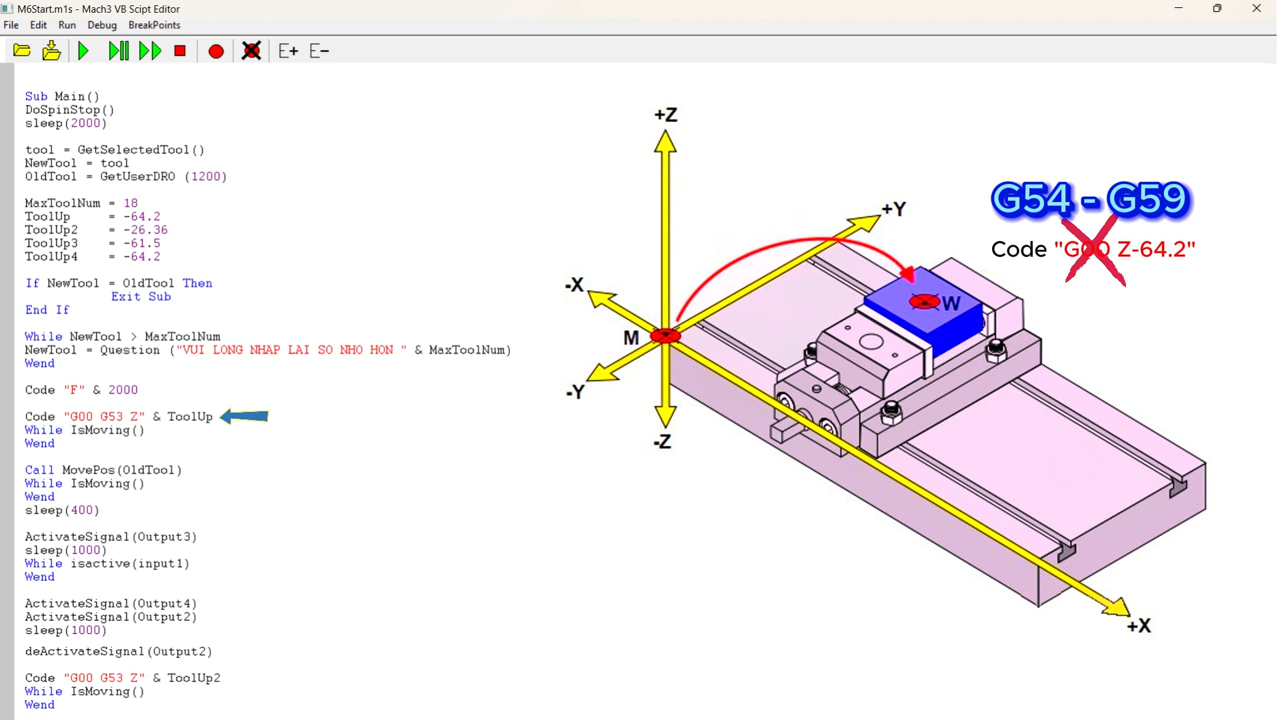 M6Start.m1s - Mach3 VB Scipt Editor
File Edit Run Debug BreakPoints
E+ E-
Sub Main()
DoSpinStop()
sleep(2000)
tool = GetSelectedTool()
NewTool = tool
OldTool = GetUserDRO (1200)
MaxToolNum = 18
ToolUp = -64.2
ToolUp2 = -26.36
ToolUp3 = -61.5
ToolUp4 = -64.2
If NewTool = OldTool Then
Exit Sub
End If
While NewTool > MaxToolNum
NewTool = Question ("VUI LONG NHAP LAI SO NHO HON " & MaxToolNum)
Wend
Code "F" & 2000
Code "G00 G53 Z" & ToolUp
While IsMoving()
Wend
Call MovePos(OldTool)
While IsMoving()
Wend
sleep(400)
ActivateSignal(Output3)
sleep(1000)
While isactive(input1)
Wend
ActivateSignal(Output4)
ActivateSignal(Output2)
sleep(1000)
deActivateSignal(Output2)
Code "G00 G53 Z" & ToolUp2
While IsMoving()
Wend
+Z
+Y
-X
M
-Y
-Z
W
+X
G54 - G59
Code "G00 Z-64.2"